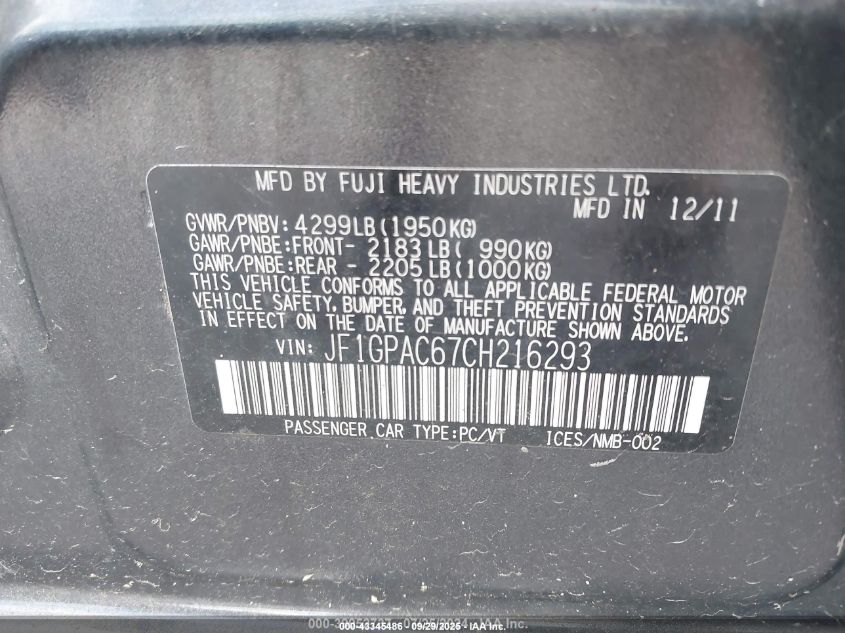 MFD BY FUJI HEAVY INDUSTRIES LTD.
MFD IN 12/11
GVWR/PNBV: 4299LB(1950KG)
GAWR/PNBE:FRONT- 2183LB( 990KG)
GAWR/PNBE:REAR - 2205LB(1000KG)
THIS VEHICLE CONFORMS TO ALL APPLICABLE FEDERAL MOTOR
VEHICLE SAFETY, BUMPER, AND THEFT PREVENTION STANDARDS
IN EFFECT ON THE DATE OF MANUFACTURE SHOWN ABOVE.
VIN: JF1GPAC67CH216293
PASSENGER CAR TYPE:PC/VT ICES/NMB-002
000-43345486 09/29/2025 IAA Inc.